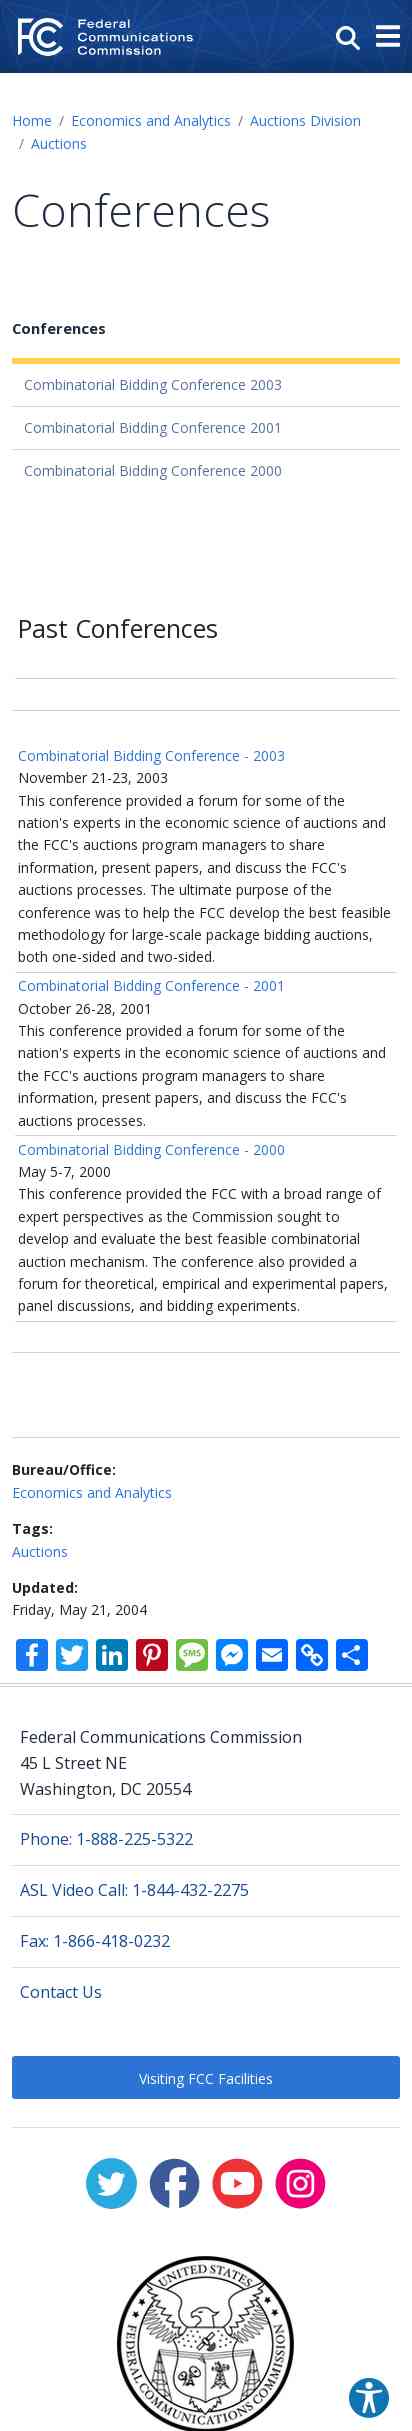 Federal
Communications
Commission
Home / Economics and Analytics / Auctions Division
/ Auctions
Conferences
Conferences
Combinatorial Bidding Conference 2003
Combinatorial Bidding Conference 2001
Combinatorial Bidding Conference 2000
Past Conferences
Combinatorial Bidding Conference - 2003
November 21-23, 2003
This conference provided a forum for some of the
nation's experts in the economic science of auctions and
the FCC's auctions program managers to share
information, present papers, and discuss the FCC's
auctions processes. The ultimate purpose of the
conference was to help the FCC develop the best feasible
methodology for large-scale package bidding auctions,
both one-sided and two-sided.
Combinatorial Bidding Conference - 2001
October 26-28, 2001
This conference provided a forum for some of the
nation's experts in the economic science of auctions and
the FCC's auctions program managers to share
information, present papers, and discuss the FCC's
auctions processes.
Combinatorial Bidding Conference - 2000
May 5-7, 2000
This conference provided the FCC with a broad range of
expert perspectives as the Commission sought to
develop and evaluate the best feasible combinatorial
auction mechanism. The conference also provided a
forum for theoretical, empirical and experimental papers,
panel discussions, and bidding experiments.
Bureau/Office:
Economics and Analytics
Tags:
Auctions
Updated:
Friday, May 21, 2004
SMS
Federal Communications Commission
45 L Street NE
Washington, DC 20554
Phone: 1-888-225-5322
ASL Video Call: 1-844-432-2275
Fax: 1-866-418-0232
Contact Us
Visiting FCC Facilities
UNITED STATES
FEDERAL COMMUNICATIONS COMMISSION